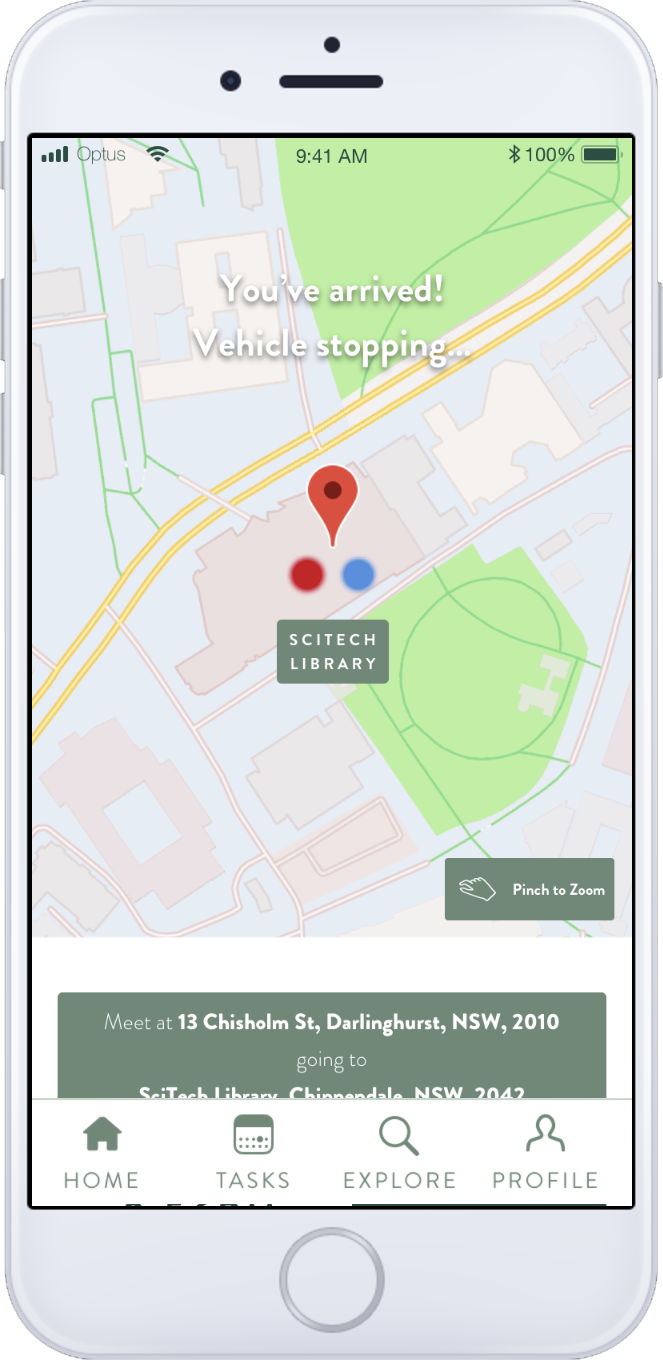 Optus 9:41 AM 100%
You've arrived!
Vehicle stopping...
SCITECH
LIBRARY
Pinch to Zoom
Meet at 13 Chisholm St, Darlinghurst, NSW, 2010
going to
SciTech Library, Chippendale, NSW, 2042
HOME TASKS EXPLORE PROFILE